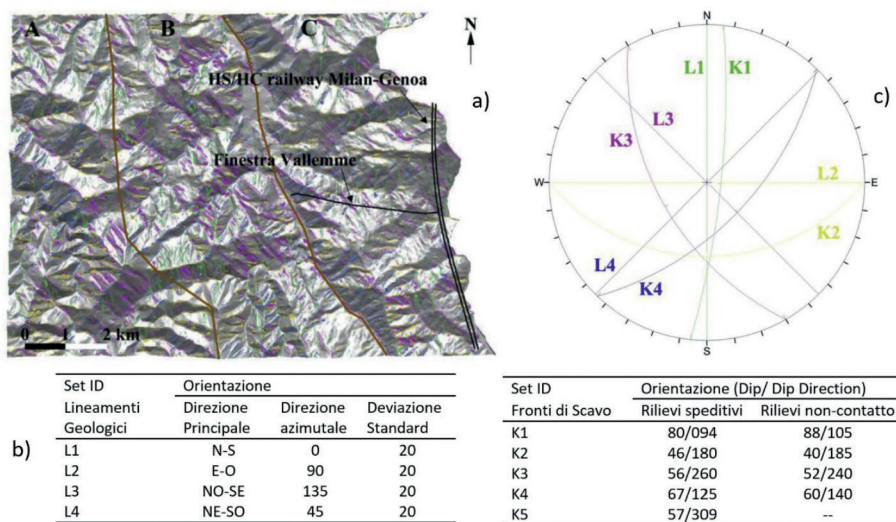 A B C
HS/HC railway Milan-Genoa
Finestra Vallemme
0 1 2 km
N
a)
N
L1 K1
L3
K3
W L2 E
K2
L4
K4
S
c)
b)
Set ID Orientazione
Lineamenti Direzione Direzione Deviazione
Geologici Principale azimutale Standard
L1 N-S 0 20
L2 E-O 90 20
L3 NO-SE 135 20
L4 NE-SO 45 20
Set ID Orientazione (Dip/ Dip Direction)
Fronti di Scavo Rilievi speditivi Rilievi non-contatto
K1 80/094 88/105
K2 46/180 40/185
K3 56/260 52/240
K4 67/125 60/140
K5 57/309 --